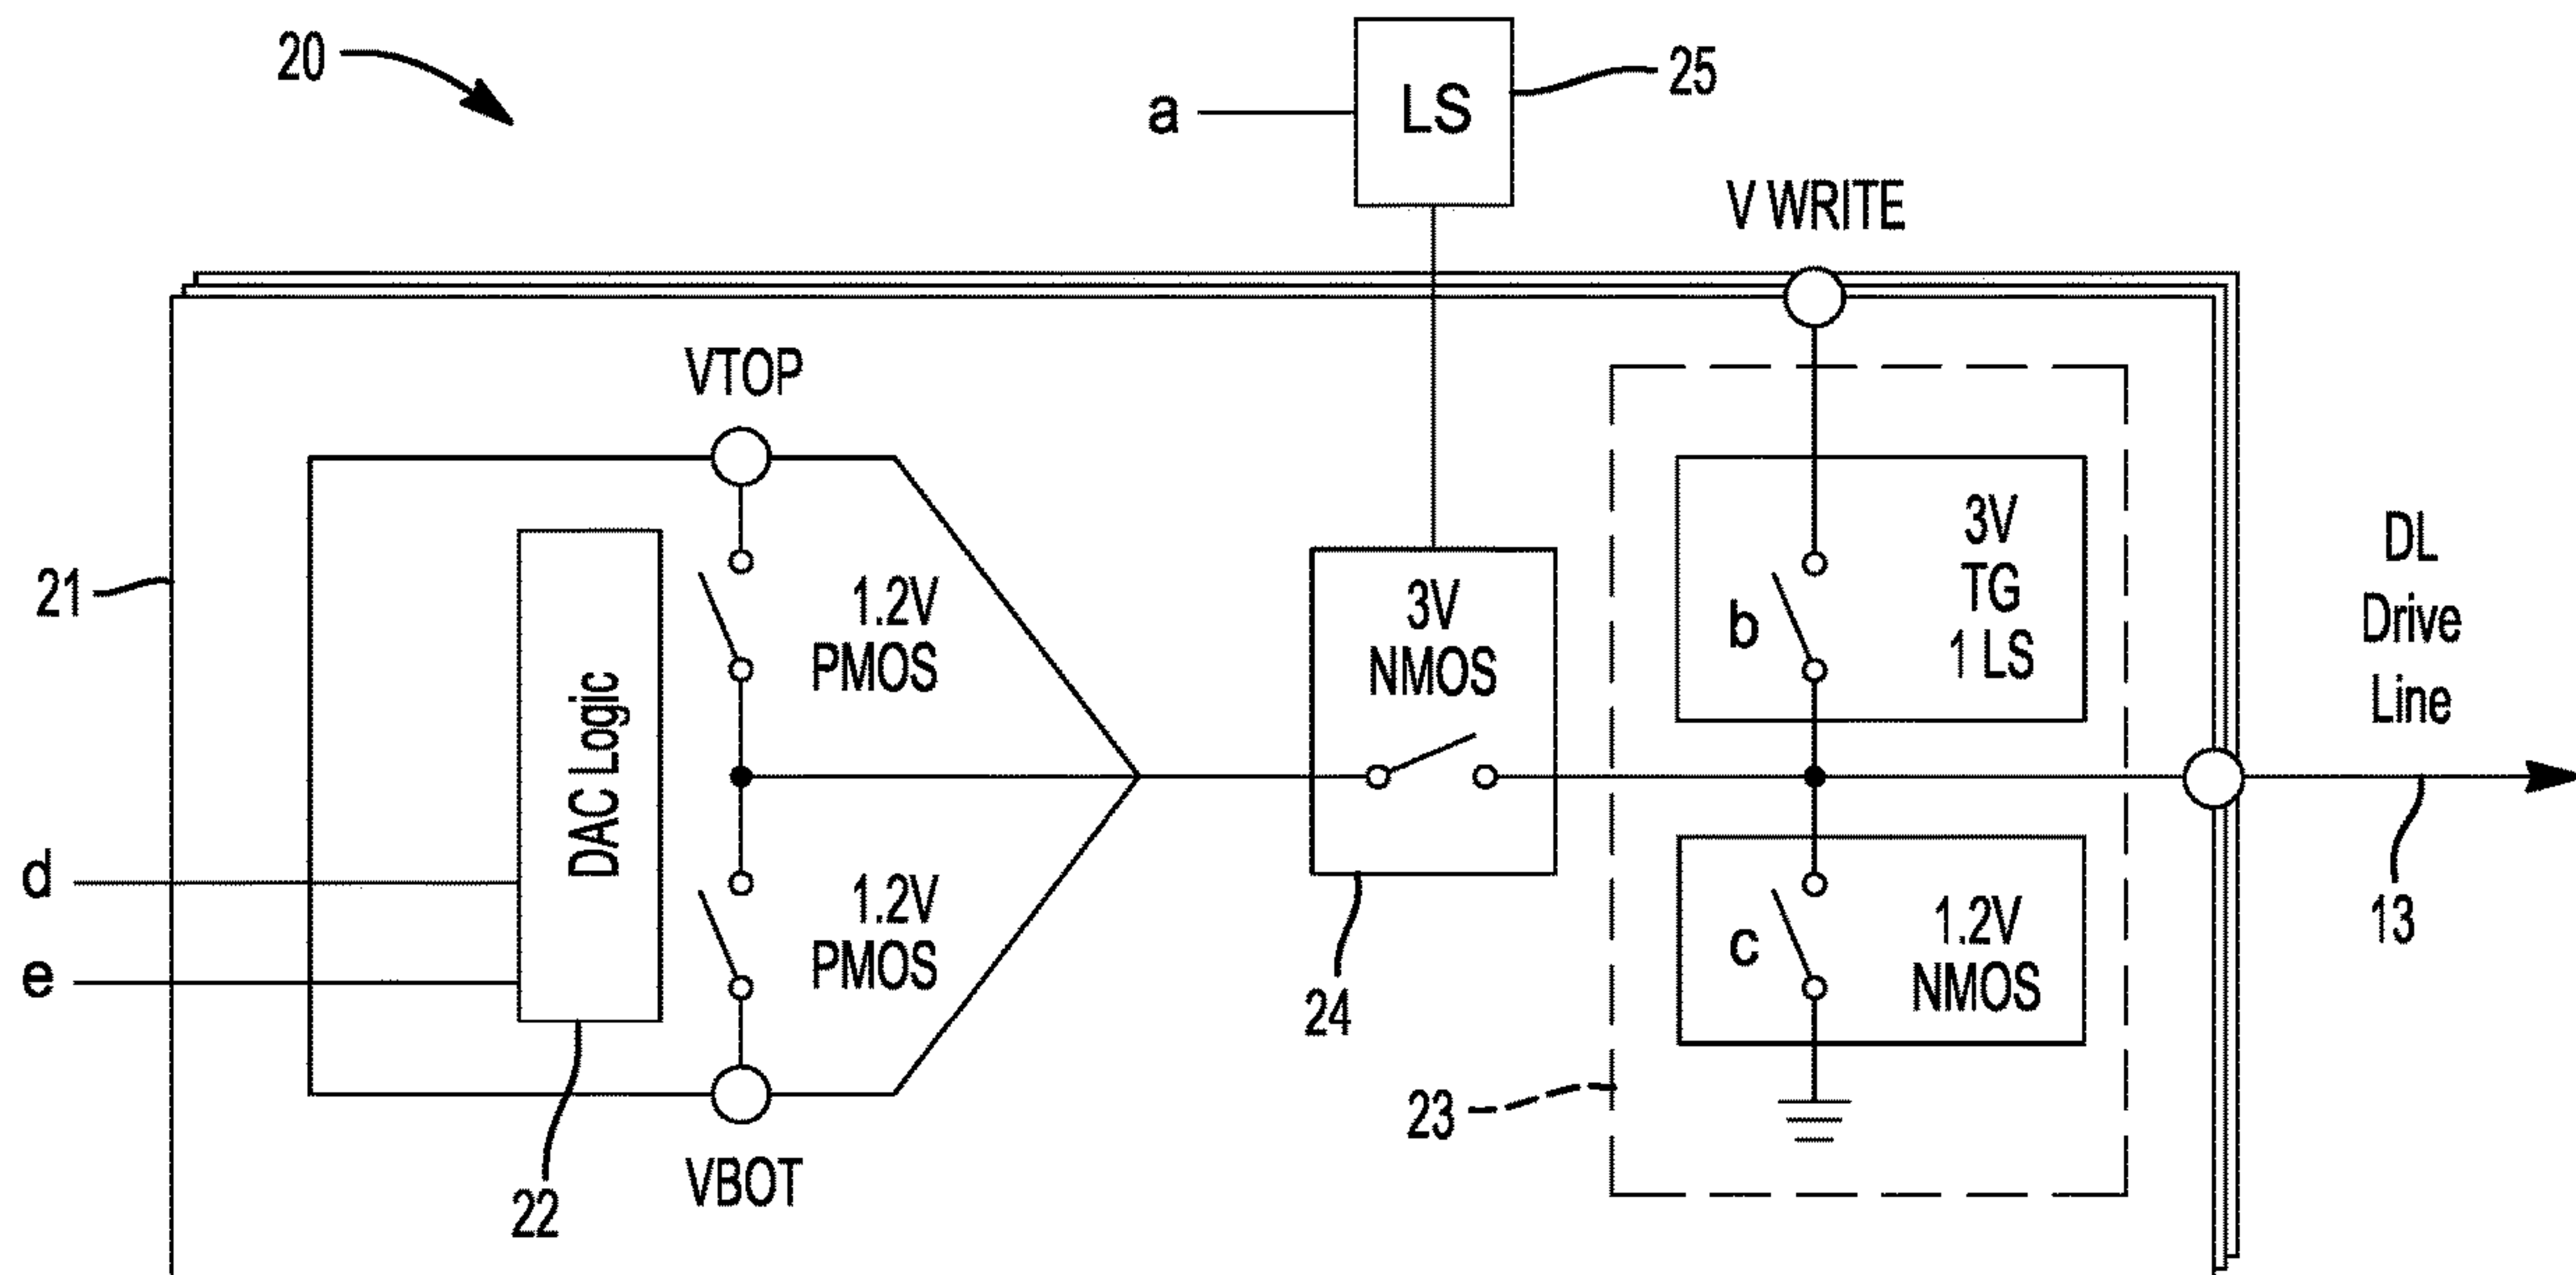 20
LS
25
a
V WRITE
VTOP
21
1.2V
PMOS
DAC Logic
3V
NMOS
3V
TG
1 LS
b
DL
Drive
Line
d
e
1.2V
PMOS
c
1.2V
NMOS
13
24
23
22
VBOT